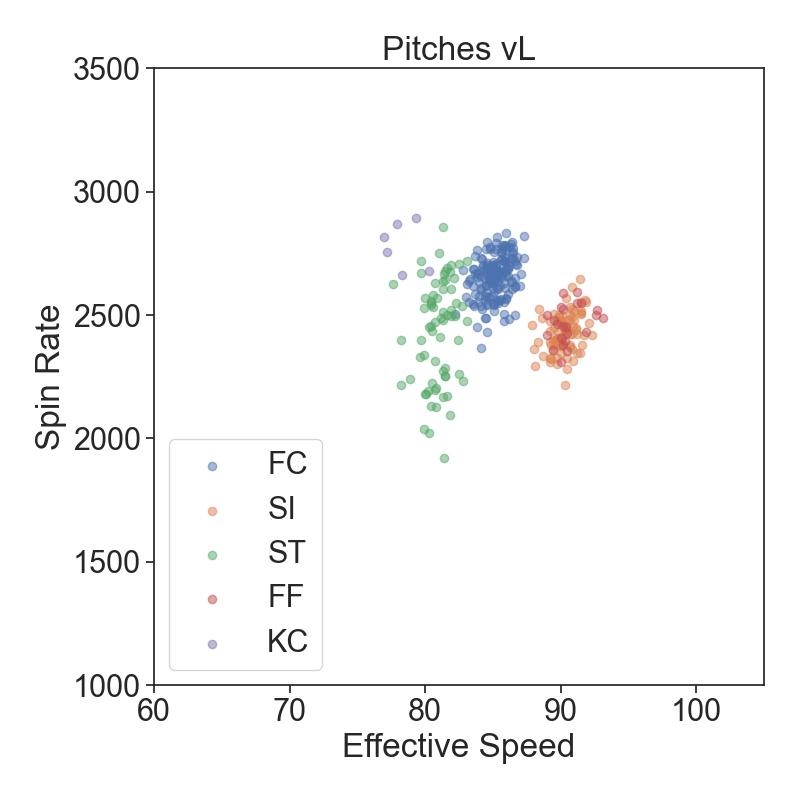 Pitches vL
3500
3000
2500
2000
1500
1000
Spin Rate
FC
SI
ST
FF
KC
60 70 80 90 100
Effective Speed